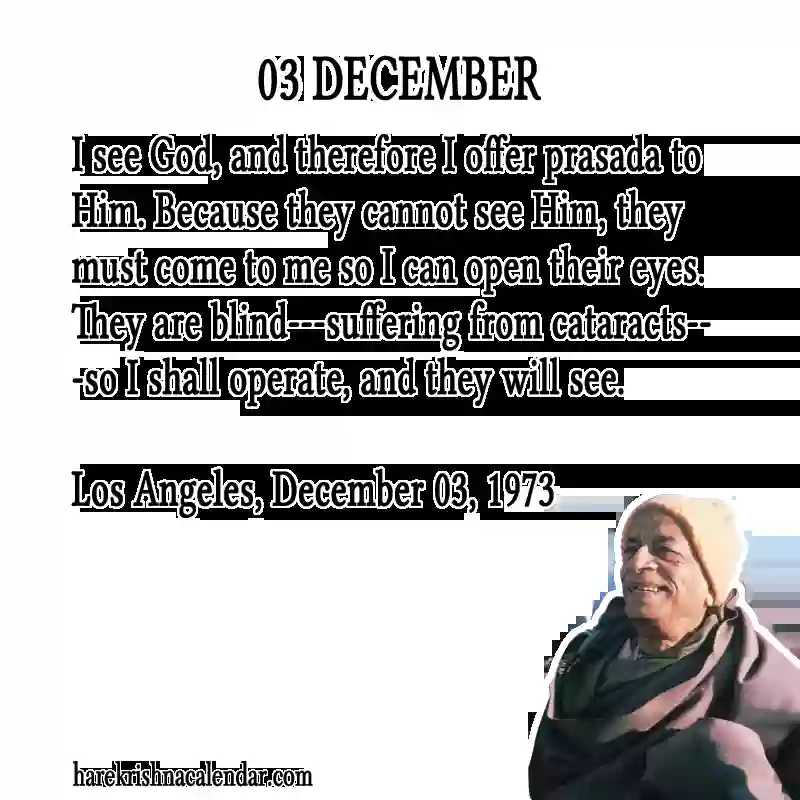 03 DECEMBER
I see God, and therefore I offer prasada to
Him. Because they cannot see Him, they
must come to me so I can open their eyes.
They are blind---suffering from cataracts--
-so I shall operate, and they will see.
Los Angeles, December 03, 1973
harekrishnacalendar.com